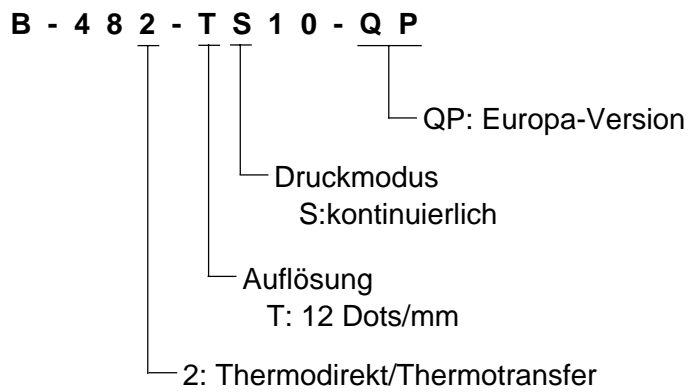 B - 4 8 2 - T S 1 0 - Q P
QP: Europa-Version
Druckmodus
S:kontinuierlich
Auflösung
T: 12 Dots/mm
2: Thermodirekt/Thermotransfer